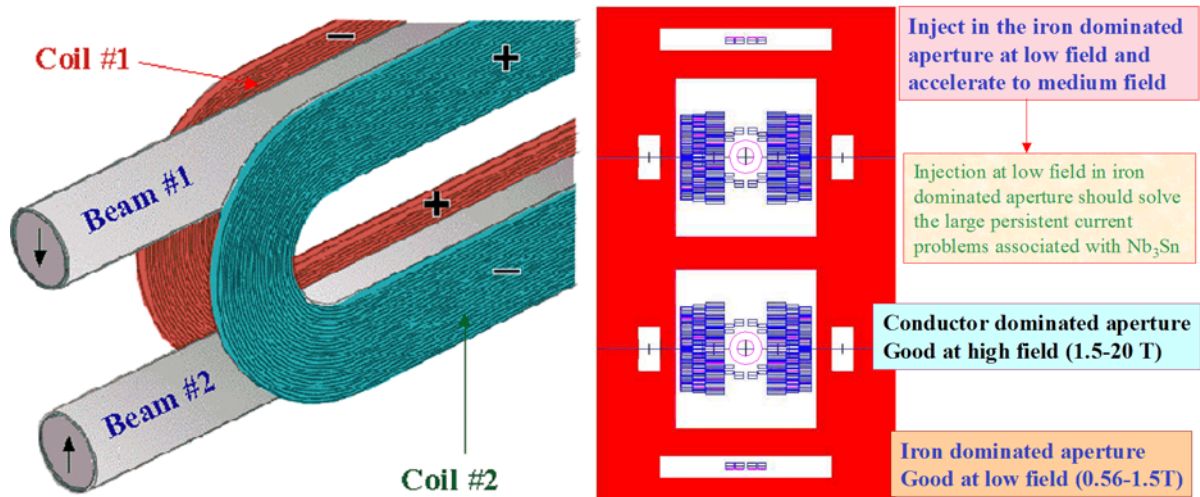 Coil #1
−
+
Beam #1
+
−
Beam #2
Coil #2
Inject in the iron dominated
aperture at low field and
accelerate to medium field
Injection at low field in iron
dominated aperture should solve
the large persistent current
problems associated with Nb₃Sn
Conductor dominated aperture
Good at high field (1.5-20 T)
Iron dominated aperture
Good at low field (0.56-1.5T)